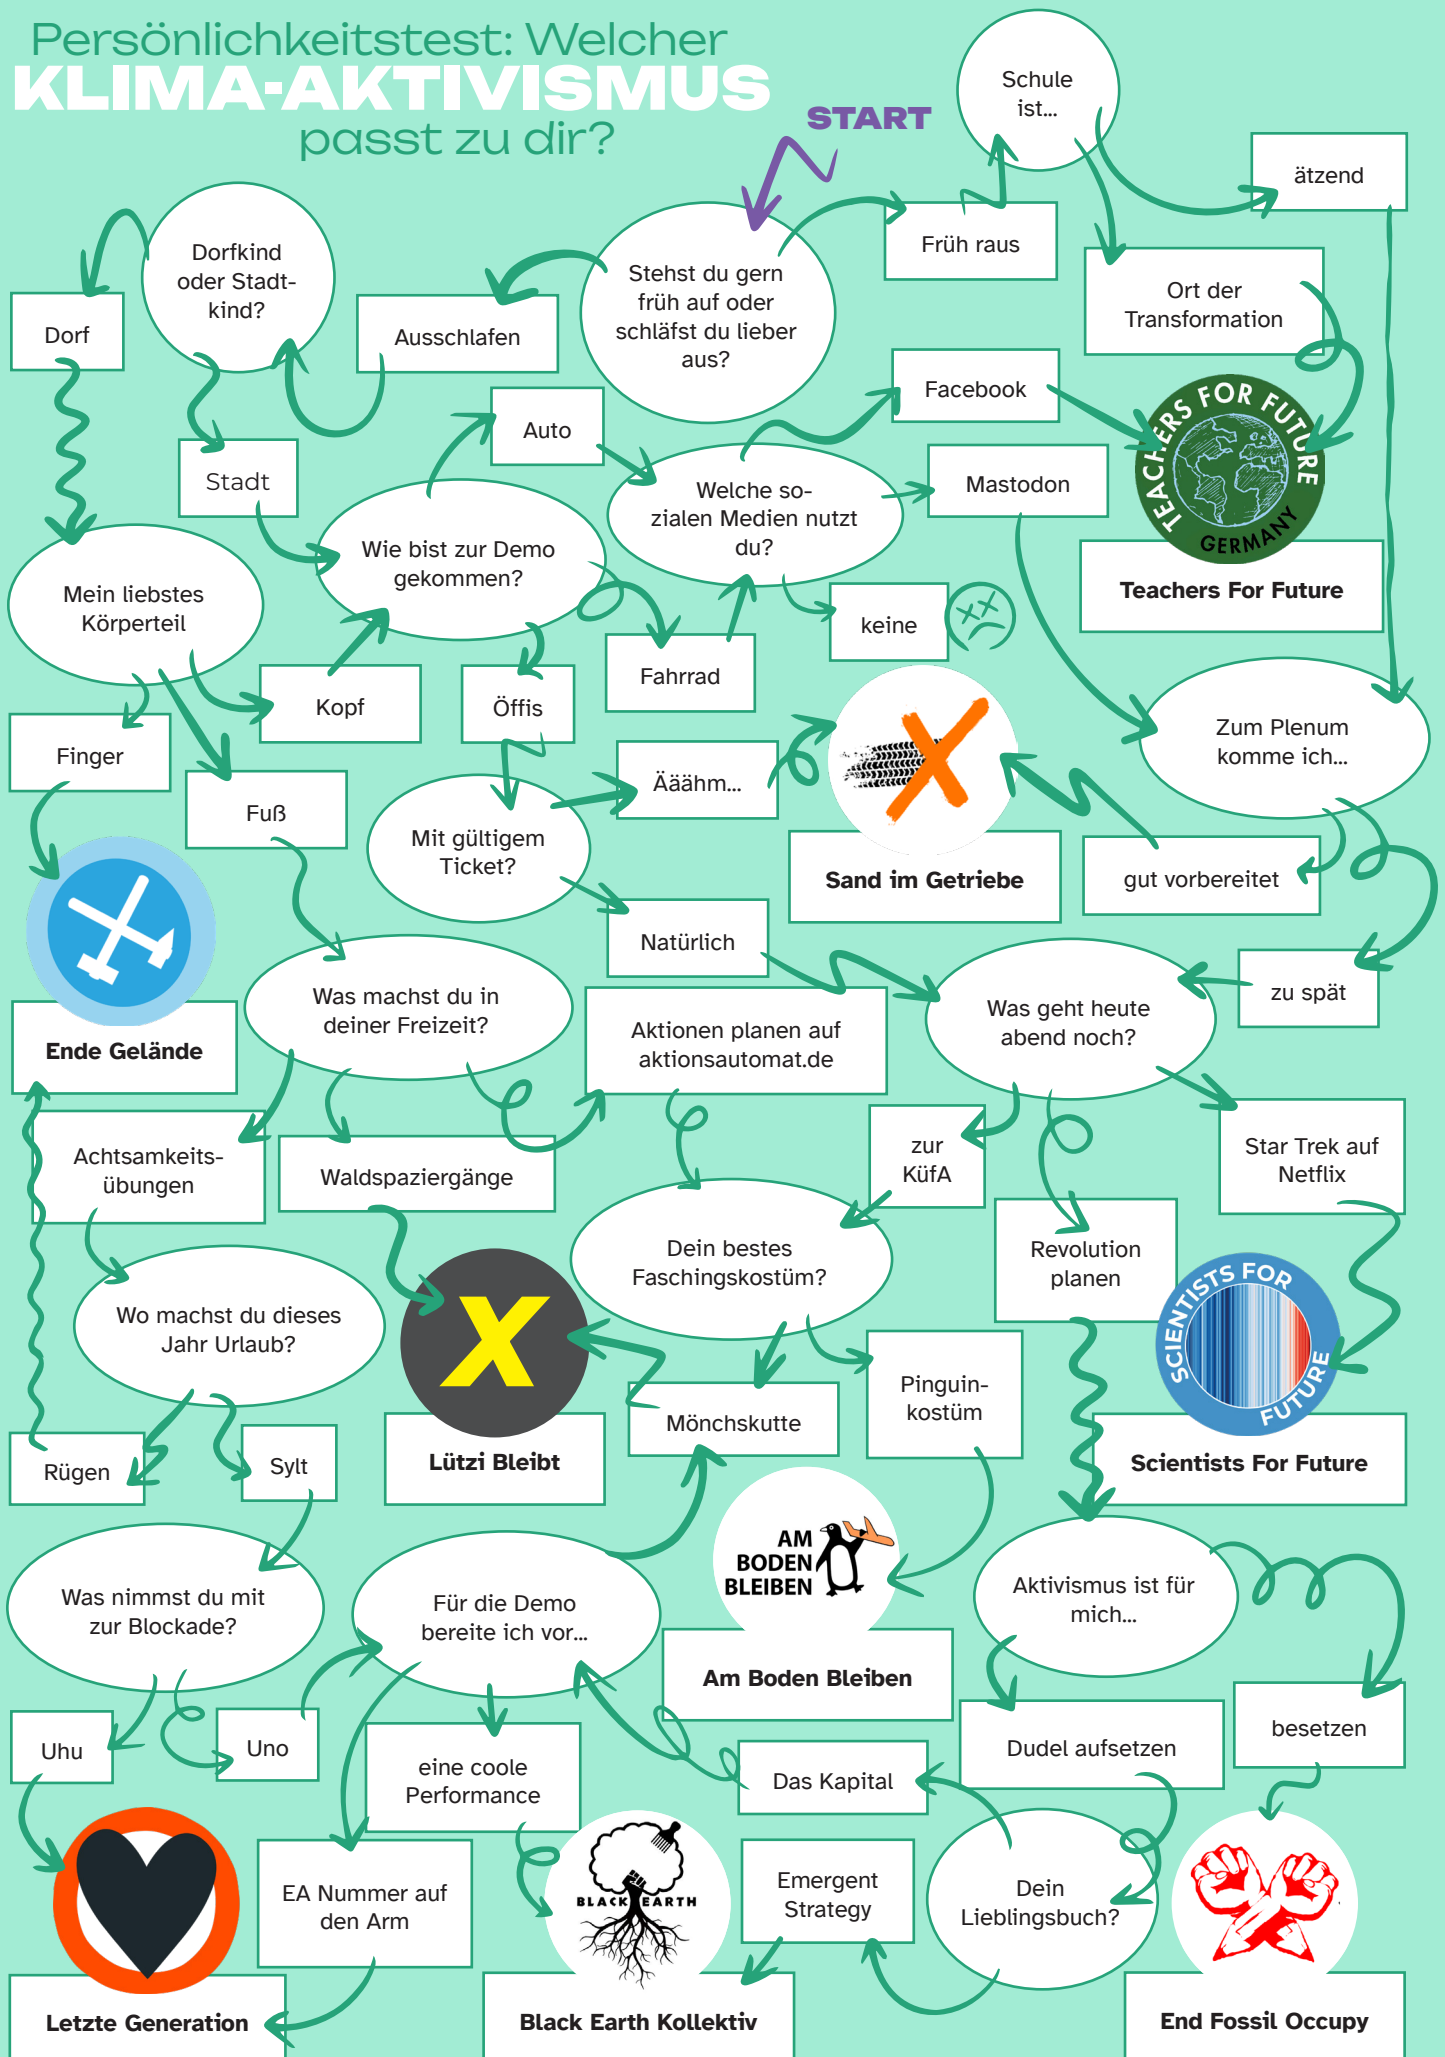 Persönlichkeitstest: Welcher
KLIMA-AKTIVISMUS
passt zu dir?
START
Schule
ist...
ätzend
Früh raus
Ort der
Transformation
Dorfkind
oder Stadt-
kind?
Dorf
Ausschlafen
Stehst du gern
früh auf oder
schläfst du lieber
aus?
Facebook
TEACHERS FOR FUTURE
GERMANY
Teachers For Future
Auto
Stadt
Welche so-
zialen Medien nutzt
du?
Mastodon
Wie bist zur Demo
gekommen?
Mein liebstes
Körperteil
keine
Fahrrad
Kopf
Öffis
Finger
Fuß
Zum Plenum
komme ich...
Ääähm...
Mit gültigem
Ticket?
Sand im Getriebe
gut vorbereitet
Natürlich
zu spät
Ende Gelände
Was machst du in
deiner Freizeit?
Aktionen planen auf
aktionsautomat.de
Was geht heute
abend noch?
Achtsamkeits-
übungen
Waldspaziergänge
zur
KüfA
Star Trek auf
Netflix
Dein bestes
Faschingskostüm?
Revolution
planen
Wo machst du dieses
Jahr Urlaub?
X
Lützi Bleibt
SCIENTISTS FOR
FUTURE
Scientists For Future
Mönchskutte
Pinguin-
kostüm
Rügen
Sylt
AM
BODEN
BLEIBEN
Am Boden Bleiben
Was nimmst du mit
zur Blockade?
Für die Demo
bereite ich vor...
Aktivismus ist für
mich...
Uhu
Uno
eine coole
Performance
Das Kapital
Dudel aufsetzen
besetzen
EA Nummer auf
den Arm
BLACK EARTH
Emergent
Strategy
Dein
Lieblingsbuch?
Letzte Generation
Black Earth Kollektiv
End Fossil Occupy